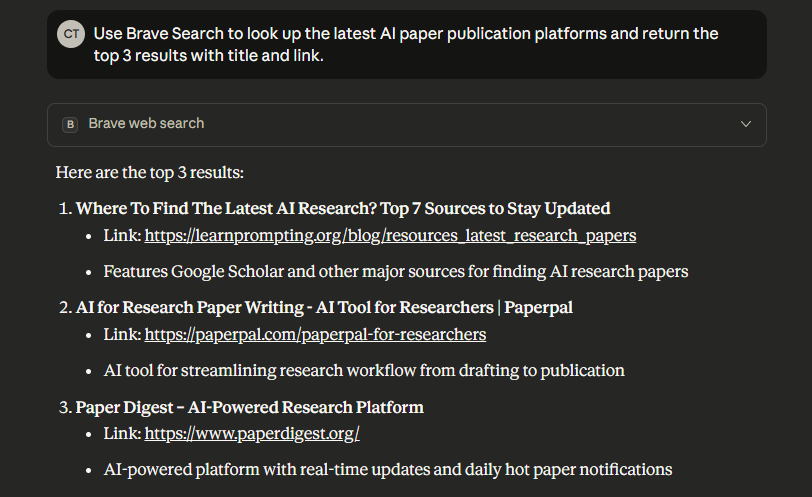 CT
Use Brave Search to look up the latest AI paper publication platforms and return the
top 3 results with title and link.
B
Brave web search
Here are the top 3 results:
1. Where To Find The Latest AI Research? Top 7 Sources to Stay Updated
• Link: https://learnprompting.org/blog/resources_latest_research_papers
• Features Google Scholar and other major sources for finding AI research papers
2. AI for Research Paper Writing - AI Tool for Researchers | Paperpal
• Link: https://paperpal.com/paperpal-for-researchers
• AI tool for streamlining research workflow from drafting to publication
3. Paper Digest – AI-Powered Research Platform
• Link: https://www.paperdigest.org/
• AI-powered platform with real-time updates and daily hot paper notifications